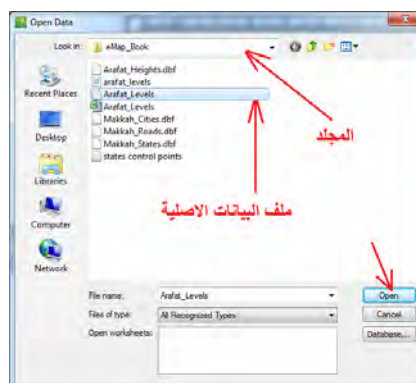 Open Data
Look in:
eMap_Book
Recent Places
Desktop
Libraries
Computer
Network
Arafat_Heights.dbf
arafat_levels
Arafat_Levels
Arafat_Levels
Makkah_Cities.dbf
Makkah_Roads.dbf
Makkah_States.dbf
states control points
المجلد
ملف البيانات الاصلية
File name:
Arafat_Levels
Open
Files of type:
All Recognized Types
Cancel
Open worksheets:
Database...